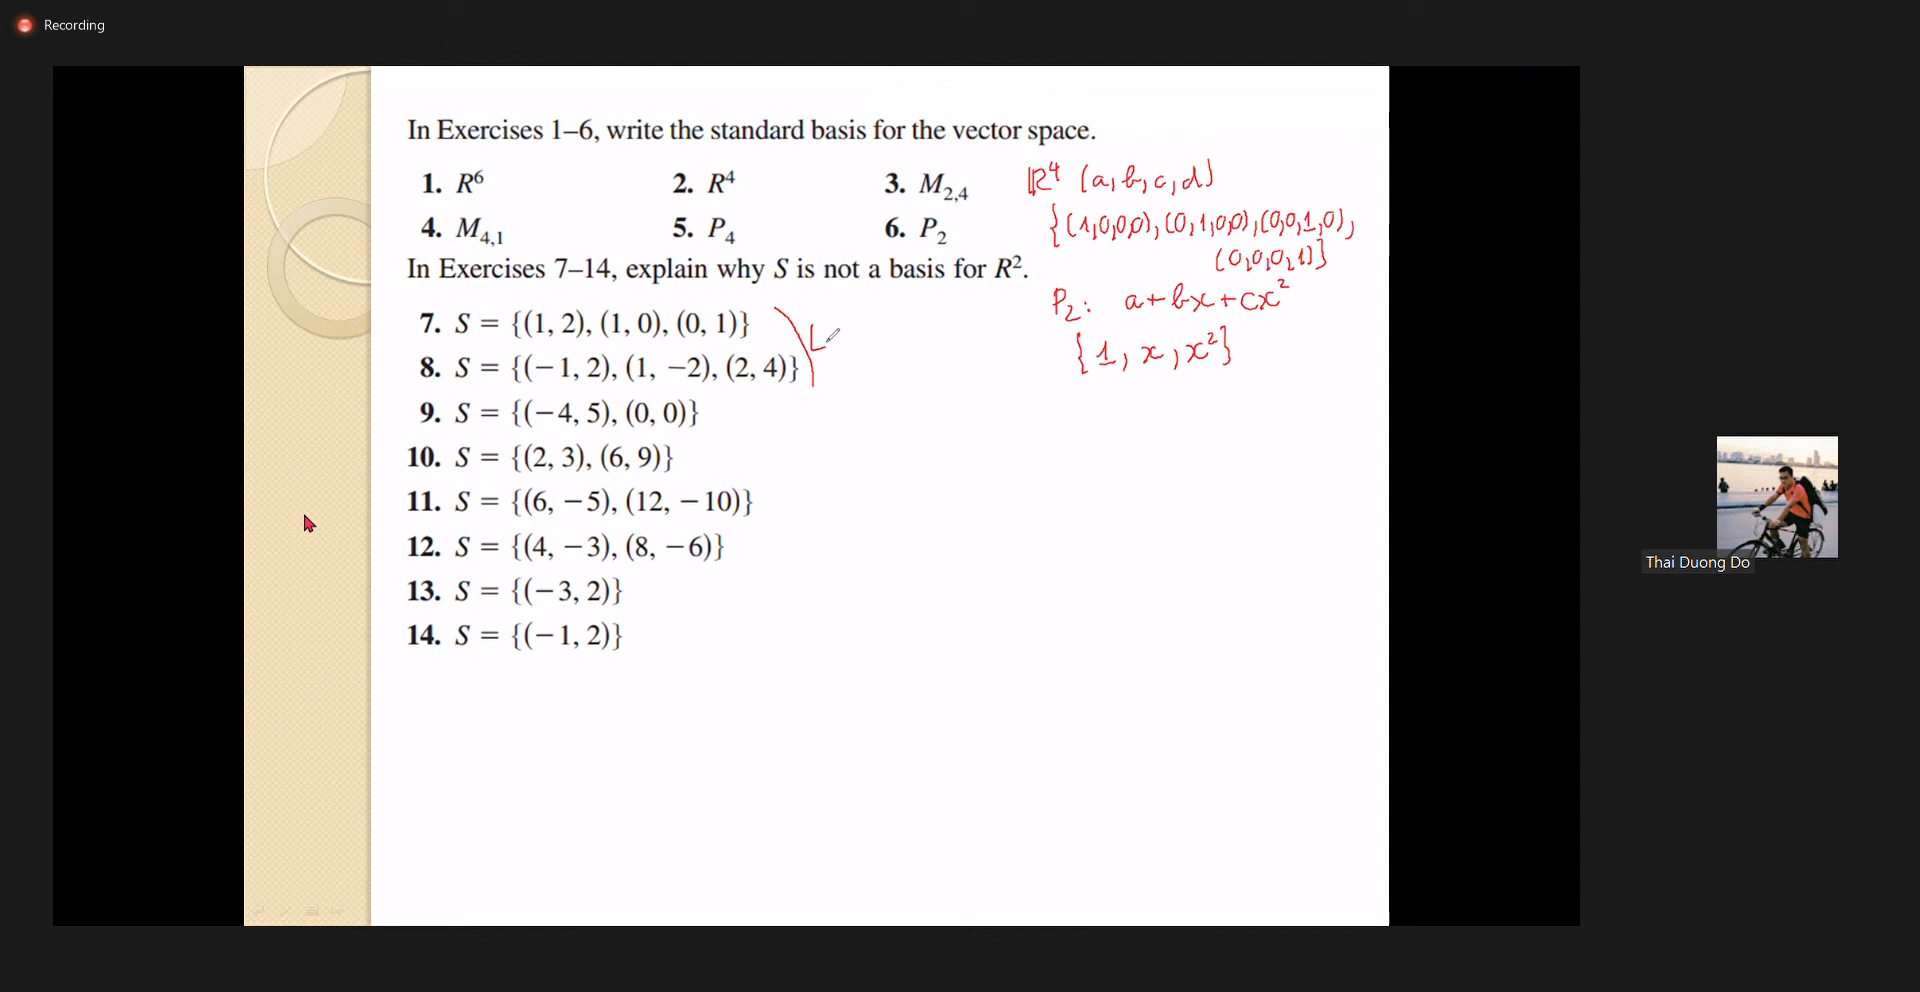 Recording
In Exercises 1–6, write the standard basis for the vector space.
1. R⁶ 2. R⁴ 3. M₂,₄
4. M₄,₁ 5. P₄ 6. P₂
In Exercises 7–14, explain why S is not a basis for R².
7. S = {(1, 2), (1, 0), (0, 1)}
8. S = {(−1, 2), (1, −2), (2, 4)}
9. S = {(−4, 5), (0, 0)}
10. S = {(2, 3), (6, 9)}
11. S = {(6, −5), (12, −10)}
12. S = {(4, −3), (8, −6)}
13. S = {(−3, 2)}
14. S = {(−1, 2)}
ℝ⁴ (a, b, c, d)
{(1,0,0,0), (0,1,0,0), (0,0,1,0),
(0,0,0,1)}
P₂: a+bx+cx²
{1, x, x²}
L
Thai Duong Do